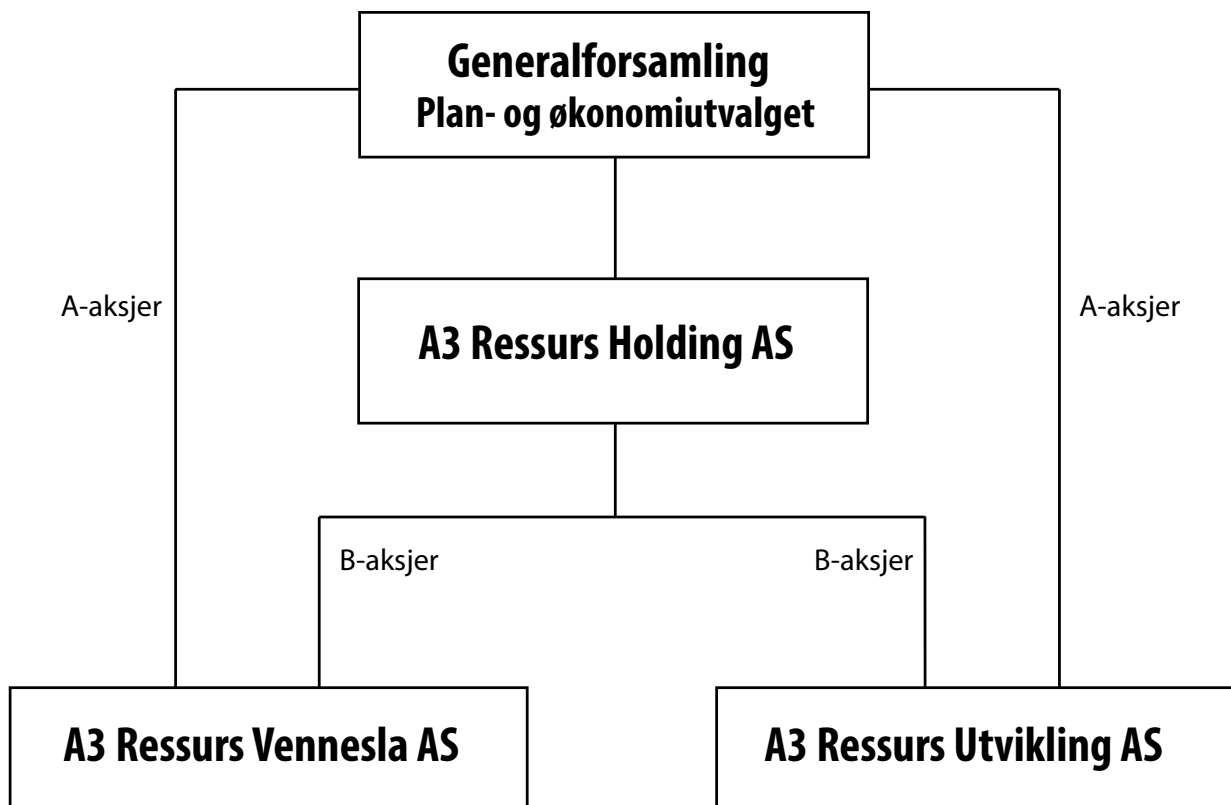 Generalforsamling
Plan- og økonomiutvalget
A-aksjer
A-aksjer
A3 Ressurs Holding AS
B-aksjer
B-aksjer
A3 Ressurs Vennesla AS
A3 Ressurs Utvikling AS